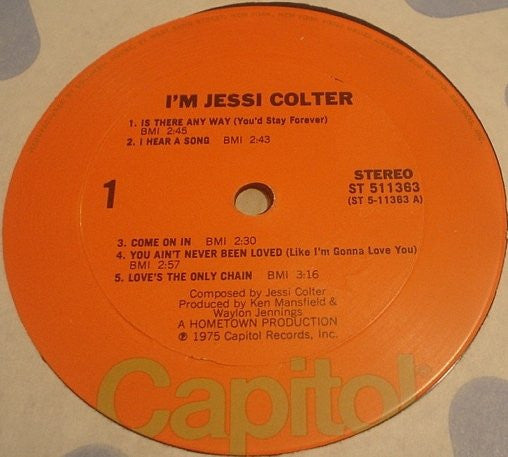 I'M JESSI COLTER
1. IS THERE ANY WAY (You'd Stay Forever)
BMI 2:45
2. I HEAR A SONG BMI 2:43
1
STEREO
ST 511363
(ST 5-11363 A)
3. COME ON IN BMI 2:30
4. YOU AIN'T NEVER BEEN LOVED (Like I'm Gonna Love You)
BMI 2:57
5. LOVE'S THE ONLY CHAIN BMI 3:16
Composed by Jessi Colter
Produced by Ken Mansfield &
Waylon Jennings
A HOMETOWN PRODUCTION
℗ 1975 Capitol Records, Inc.
Capitol